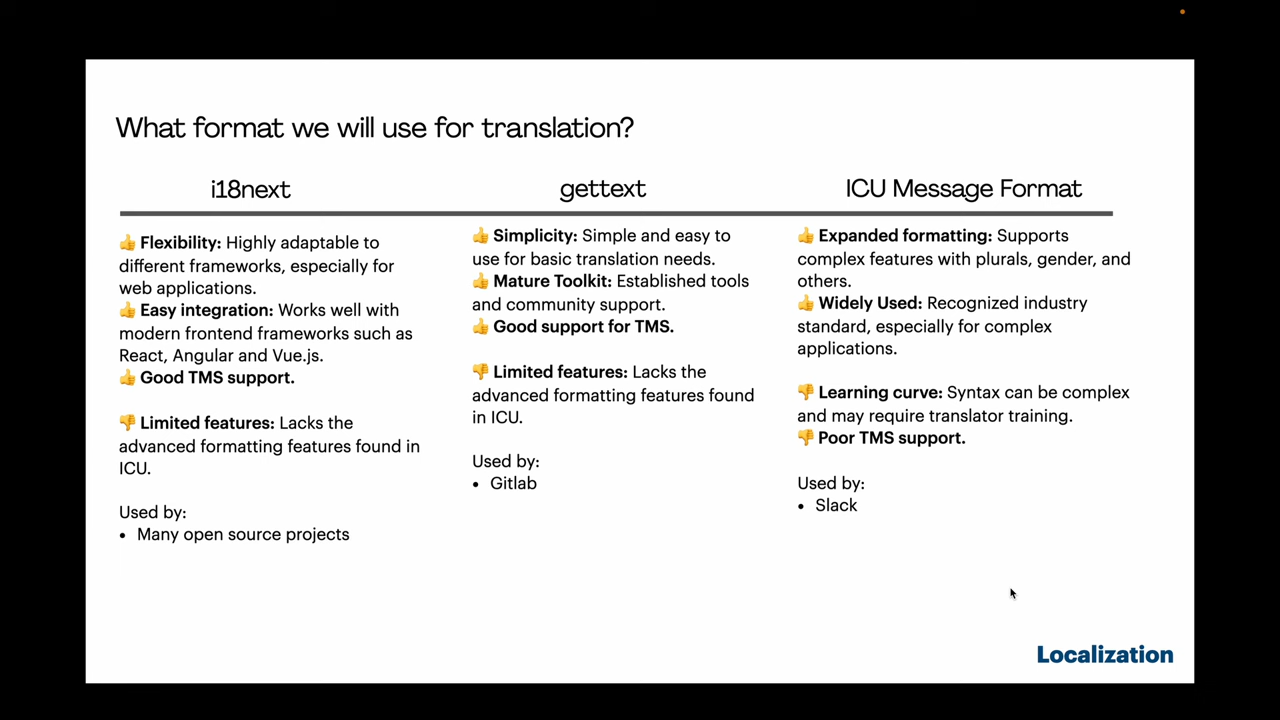 What format we will use for translation?
i18next
👍 Flexibility: Highly adaptable to
different frameworks, especially for
web applications.
👍 Easy integration: Works well with
modern frontend frameworks such as
React, Angular and Vue.js.
👍 Good TMS support.
👎 Limited features: Lacks the
advanced formatting features found in
ICU.
Used by:
• Many open source projects
gettext
👍 Simplicity: Simple and easy to
use for basic translation needs.
👍 Mature Toolkit: Established tools
and community support.
👍 Good support for TMS.
👎 Limited features: Lacks the
advanced formatting features found
in ICU.
Used by:
• Gitlab
ICU Message Format
👍 Expanded formatting: Supports
complex features with plurals, gender, and
others.
👍 Widely Used: Recognized industry
standard, especially for complex
applications.
👎 Learning curve: Syntax can be complex
and may require translator training.
👎 Poor TMS support.
Used by:
• Slack
Localization